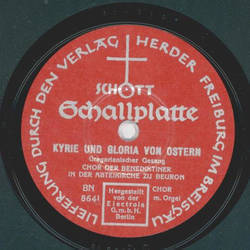 LIEFERUNG DURCH DEN VERLAG HERDER FREIBURG IM BREISGAU
SCHOTT
Schallplatte
KYRIE UND GLORIA VON OSTERN
Gregorianischer Gesang
CHOR DER BENEDIKTINER
IN DER ABTEIKIRCHE ZU BEURON
BN
8641
Hergestellt
von der
Electrola
G.m.b.H.
Berlin
CHOR
m. Orgel